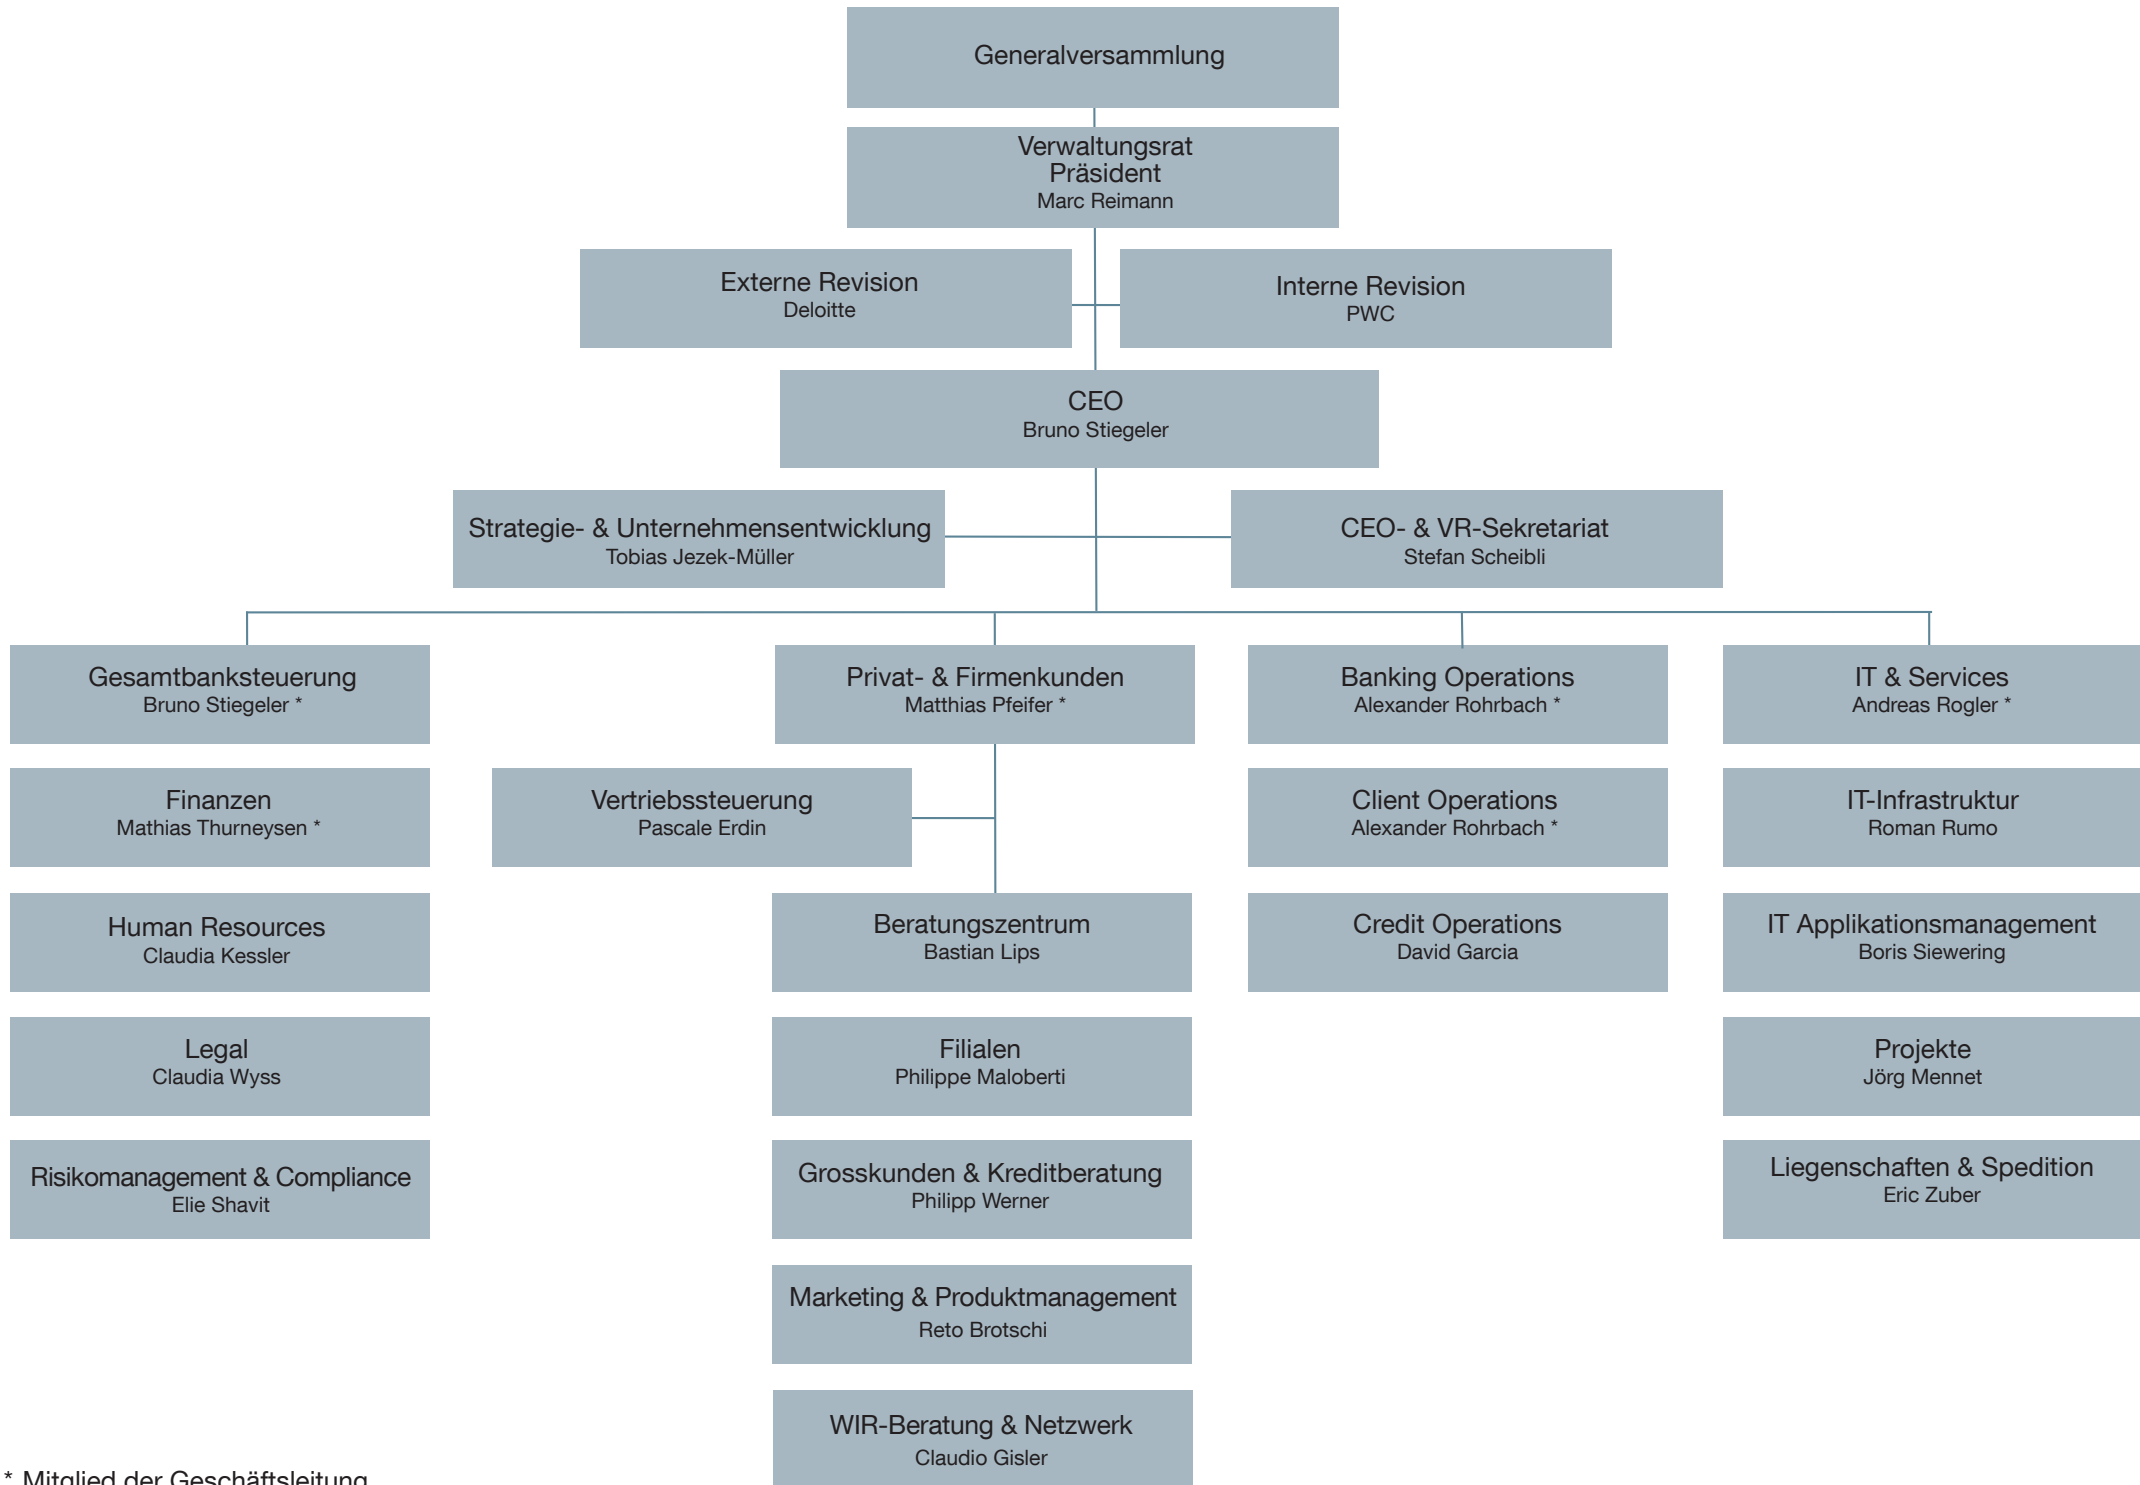 Generalversammlung
Verwaltungsrat
Präsident
Marc Reimann
Externe Revision
Deloitte
Interne Revision
PWC
CEO
Bruno Stiegeler
Strategie- & Unternehmensentwicklung
Tobias Jezek-Müller
CEO- & VR-Sekretariat
Stefan Scheibli
Gesamtbanksteuerung
Bruno Stiegeler *
Privat- & Firmenkunden
Matthias Pfeifer *
Banking Operations
Alexander Rohrbach *
IT & Services
Andreas Rogler *
Finanzen
Mathias Thurneysen *
Vertriebssteuerung
Pascale Erdin
Client Operations
Alexander Rohrbach *
IT-Infrastruktur
Roman Rumo
Human Resources
Claudia Kessler
Beratungszentrum
Bastian Lips
Credit Operations
David Garcia
IT Applikationsmanagement
Boris Siewering
Legal
Claudia Wyss
Filialen
Philippe Maloberti
Projekte
Jörg Mennet
Risikomanagement & Compliance
Elie Shavit
Grosskunden & Kreditberatung
Philipp Werner
Liegenschaften & Spedition
Eric Zuber
Marketing & Produktmanagement
Reto Brotschi
WIR-Beratung & Netzwerk
Claudio Gisler
* Mitglied der Geschäftsleitung